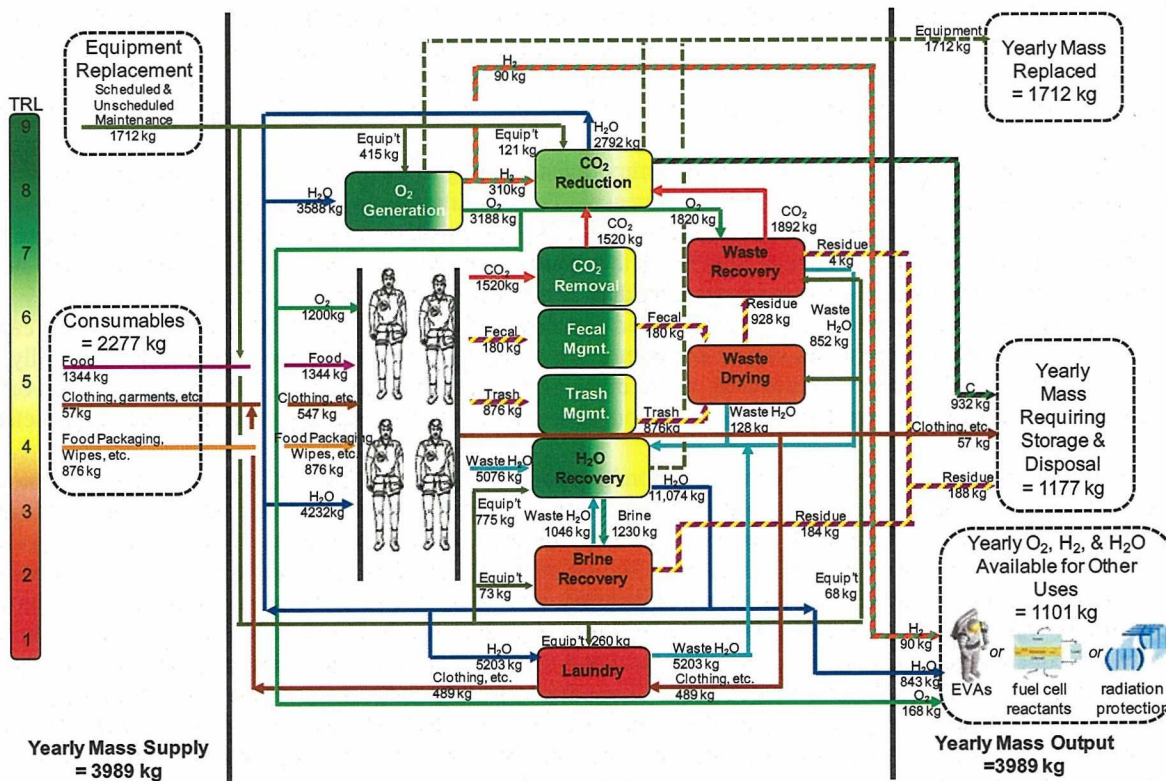 TRL
9
8
7
6
5
4
3
2
1
Equipment
Replacement
Scheduled &
Unscheduled
Maintenance
1712 kg
Consumables
= 2277 kg
Food
1344 kg
Clothing, garments, etc.
57kg
Food Packaging,
Wipes, etc.
876 kg
Yearly Mass Supply
= 3989 kg
Equip't
415 kg
H₂O
3588 kg
O₂
Generation
H₂
90 kg
H₂
310kg
O₂
3188 kg
Equip't
121 kg
H₂O
2792 kg
CO₂
Reduction
CO₂
1520 kg
O₂
1820 kg
CO₂
1892 kg
Waste
Recovery
Residue
4 kg
Residue
928 kg
Waste
H₂O
852 kg
CO₂
1520 kg
CO₂
Removal
O₂
1200kg
Food
1344 kg
Clothing, etc.
547 kg
Food Packaging
Wipes, etc.
876 kg
H₂O
4232kg
Fecal
180 kg
Fecal
Mgmt.
Fecal
180 kg
Waste
Drying
Trash
876 kg
Trash
Mgmt.
Trash
876kg
Waste H₂O
128 kg
Waste H₂O
5076 kg
H₂O
Recovery
H₂O
11,074 kg
Equip't
775 kg
Waste H₂O
1046 kg
Brine
1230 kg
Residue
184 kg
Brine
Recovery
Equip't
73 kg
Equip't
68 kg
Equip't 260 kg
H₂O
5203 kg
Laundry
Waste H₂O
5203 kg
Clothing, etc.
489 kg
Clothing, etc.
489 kg
Equipment
1712 kg
Yearly Mass
Replaced
= 1712 kg
C
932 kg
Clothing, etc.
57 kg
Residue
188 kg
Yearly
Mass
Requiring
Storage &
Disposal
= 1177 kg
Yearly O₂, H₂, & H₂O
Available for Other
Uses
= 1101 kg
H₂
90 kg
H₂O
843 kg
O₂
168 kg
EVAs
or
fuel cell
reactants
or
radiation
protection
Yearly Mass Output
=3989 kg